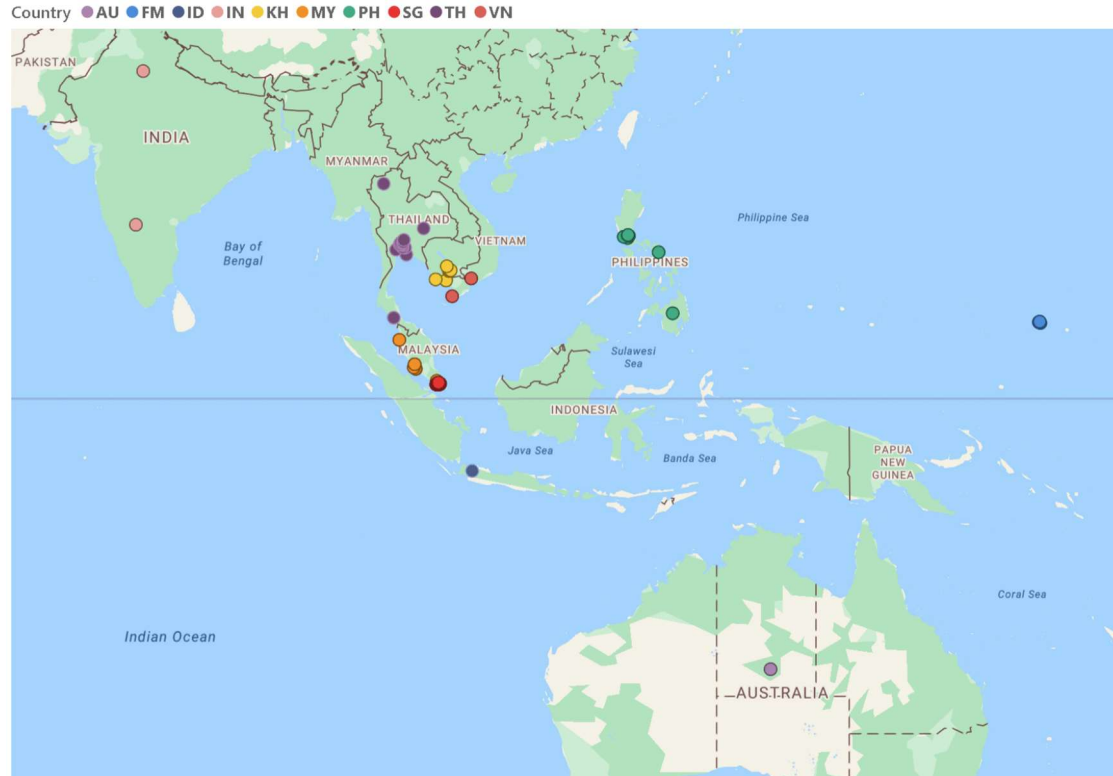 Country AU FM ID IN KH MY PH SG TH VN
PAKISTAN
INDIA
MYANMAR
THAILAND
VIETNAM
Bay of
Bengal
Philippine Sea
PHILIPPINES
MALAYSIA
Sulawesi
Sea
INDONESIA
Java Sea
Banda Sea
PAPUA
NEW
GUINEA
Coral Sea
Indian Ocean
AUSTRALIA